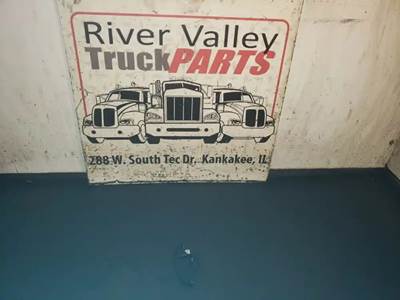 River Valley
TruckPARTS
288 W. South Tec Dr, Kankakee, IL